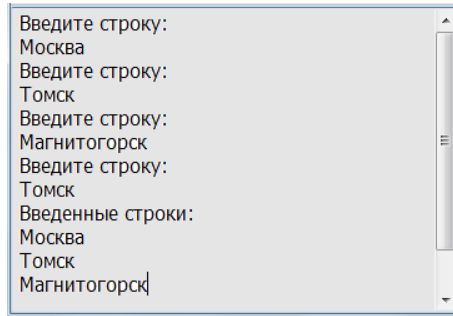 Введите строку:
Москва
Введите строку:
Томск
Введите строку:
Магнитогорск
Введите строку:
Томск
Введенные строки:
Москва
Томск
Магнитогорск